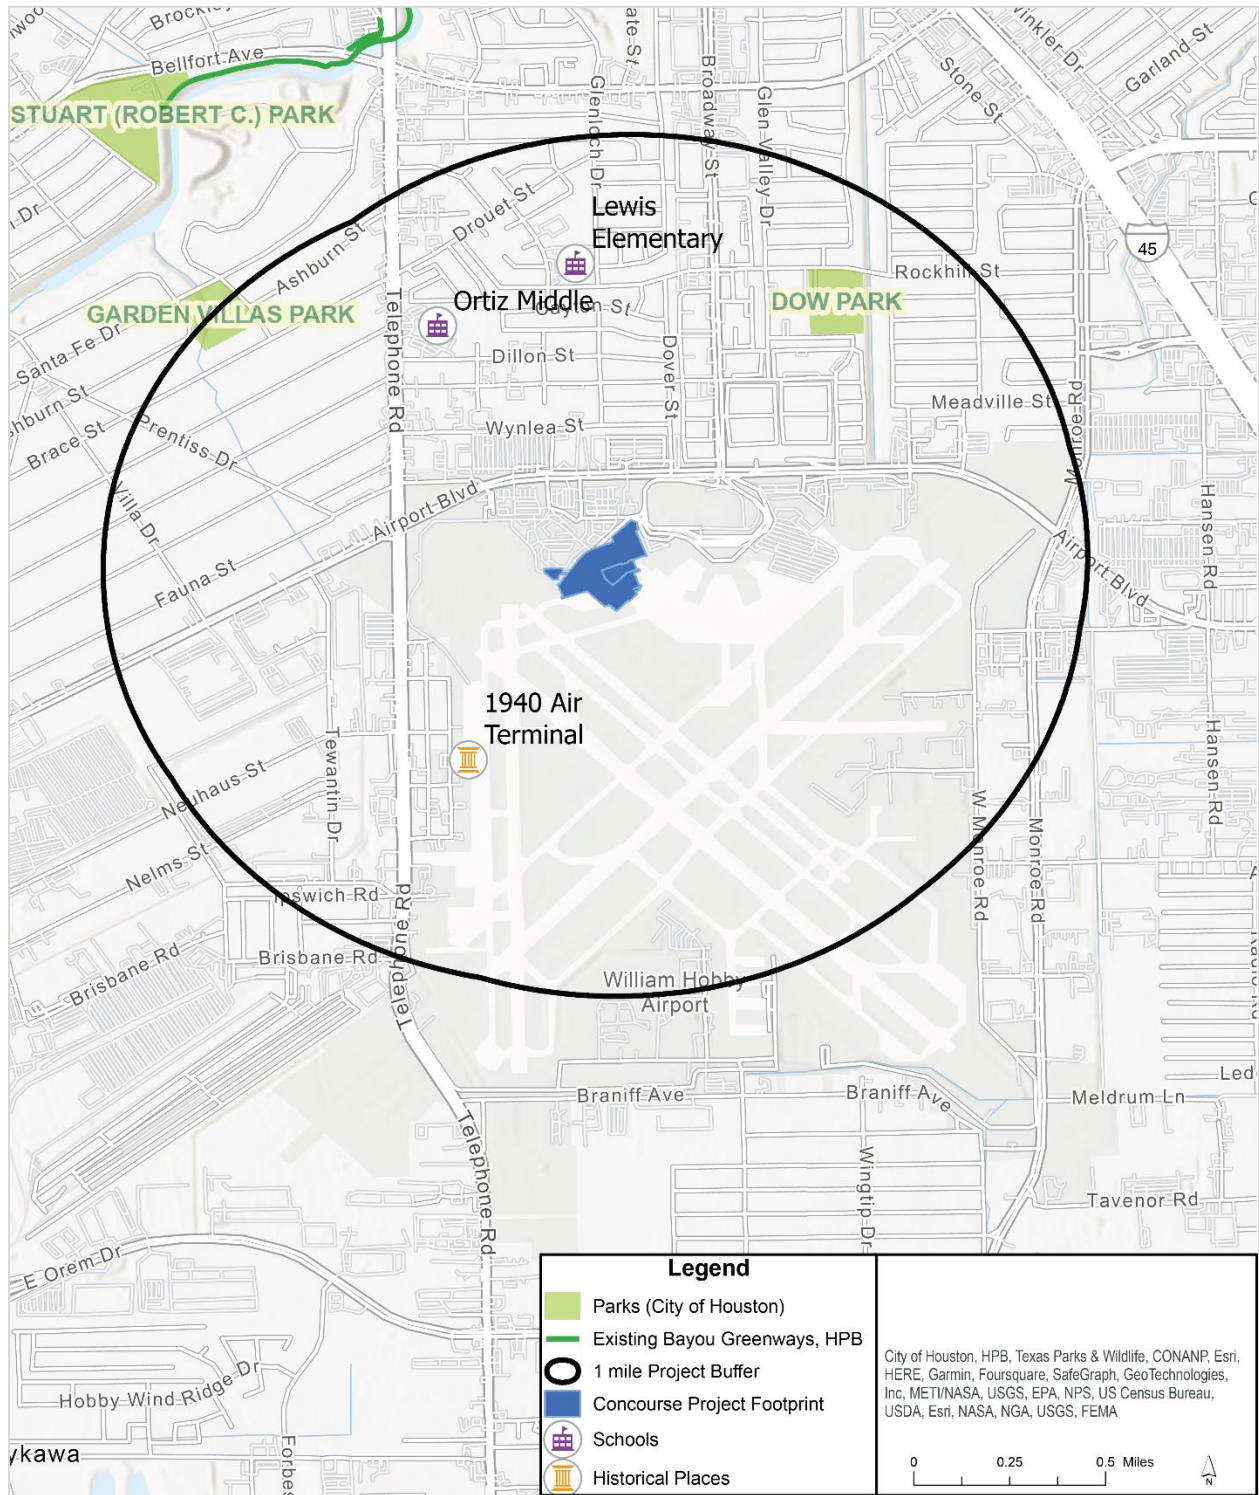 Brockley
Bellfort Ave
STUART (ROBERT C.) PARK
Glenloch Dr
Broadway St
Glen Valley Dr
Stone St
Winkler Dr
Garland St
45
Drouet St
Lewis
Elementary
Ashburn St
Rockhill St
GARDEN VILLAS PARK
Ortiz Middle
DOW PARK
Santa Fe Dr
Telephone Rd
Dillon St
Dover St
Meadville St
Monroe Rd
Brace St
Prentiss Dr
Wynlea St
Villa Dr
Airport Blvd
Airport Blvd
Hansen Rd
Fauna St
1940 Air
Terminal
Tewantin Dr
Neuhaus St
Hansen Rd
Nelms St
W Monroe Rd
Monroe Rd
Ipswich Rd
Brisbane Rd
Brisbane Rd
Telephone Rd
William Hobby
Airport
Braniff Ave
Braniff Ave
Meldrum Ln
Telephone Rd
Wingtip Dr
Tavenor Rd
E Orem Dr
Hobby Wind Ridge Dr
Forbes
ykawa
Legend
Parks (City of Houston)
Existing Bayou Greenways, HPB
1 mile Project Buffer
Concourse Project Footprint
Schools
Historical Places
City of Houston, HPB, Texas Parks & Wildlife, CONANP, Esri,
HERE, Garmin, Foursquare, SafeGraph, GeoTechnologies,
Inc, METI/NASA, USGS, EPA, NPS, US Census Bureau,
USDA, Esri, NASA, NGA, USGS, FEMA
0 0.25 0.5 Miles
N